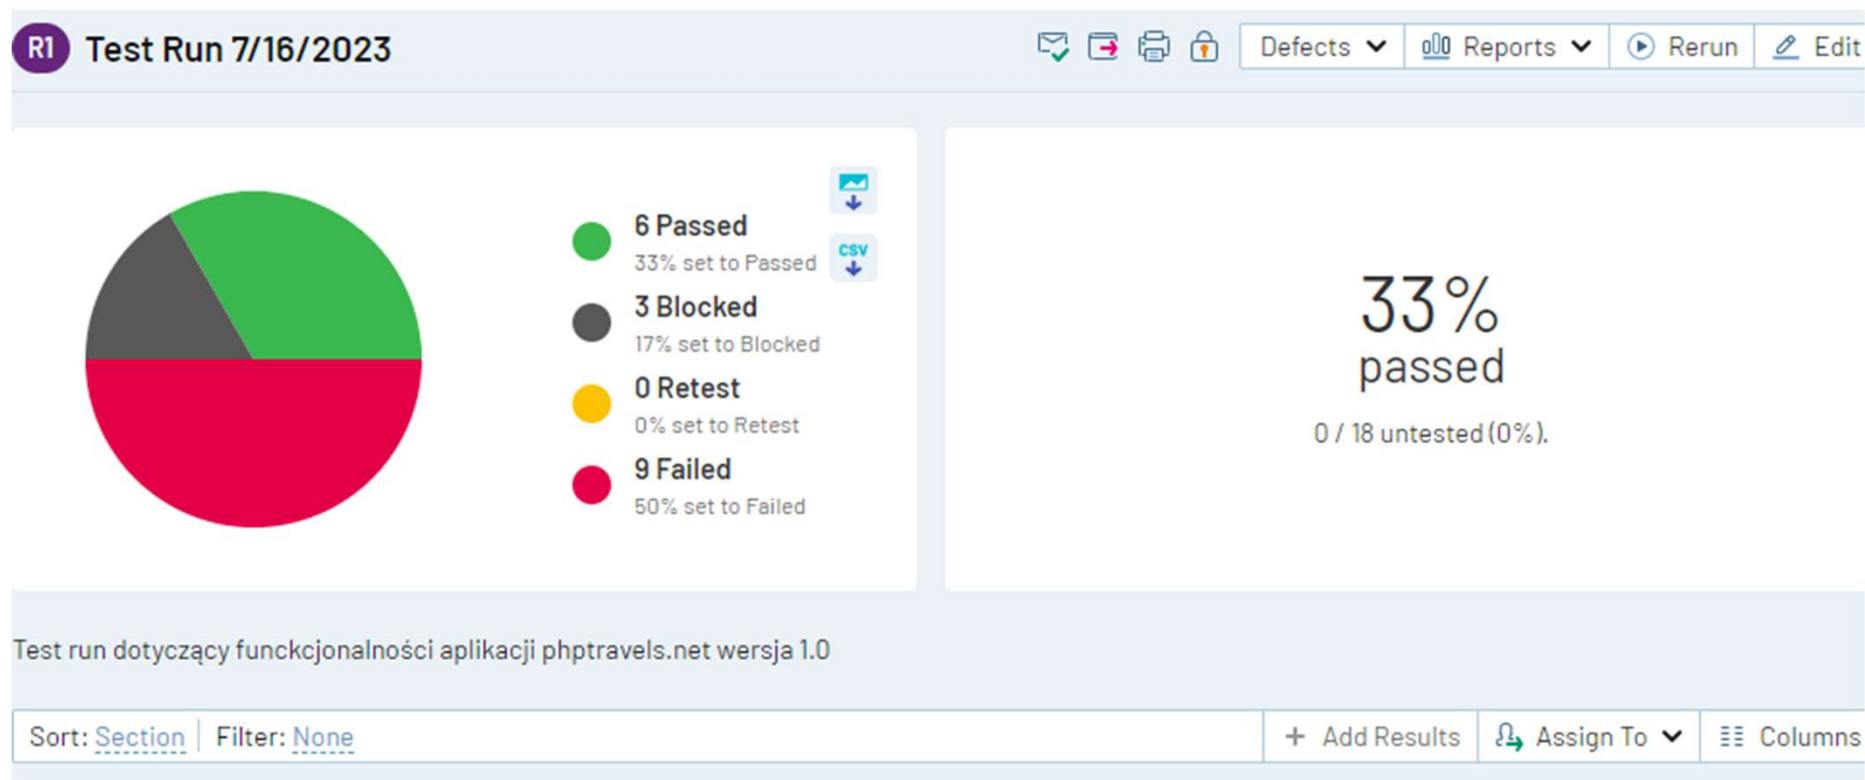 R1 Test Run 7/16/2023
Defects Reports Rerun Edit
6 Passed
33% set to Passed
CSV
3 Blocked
17% set to Blocked
0 Retest
0% set to Retest
9 Failed
50% set to Failed
33%
passed
0 / 18 untested (0%).
Test run dotyczący funckcjonalności aplikacji phptravels.net wersja 1.0
Sort: Section Filter: None + Add Results Assign To Columns